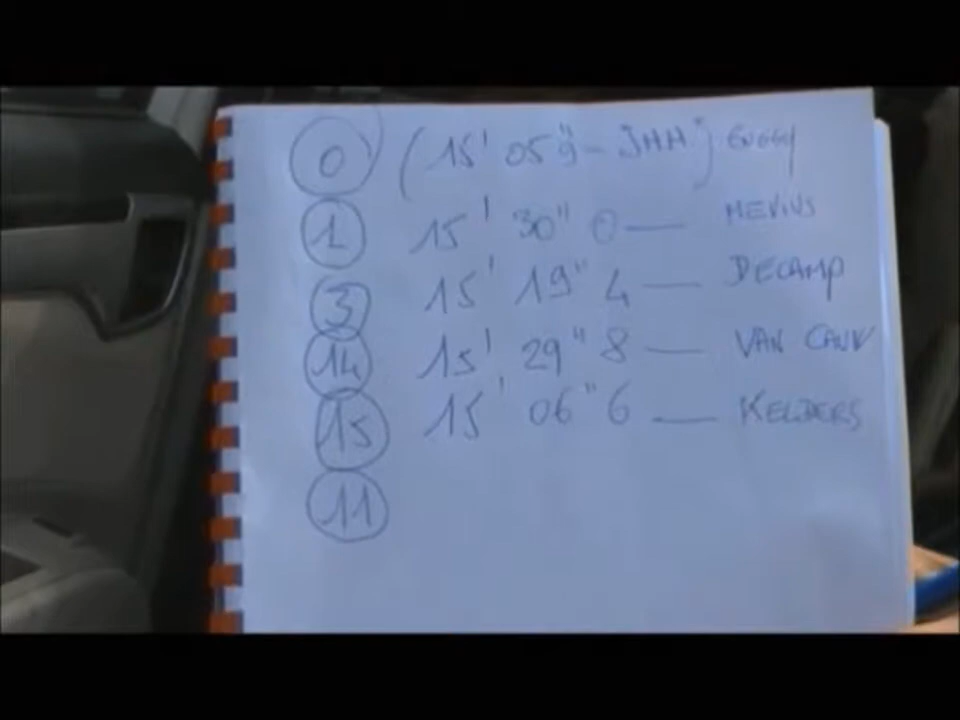 0 (15' 05" 9 - JHH)
1 15' 30" 0 — MEVIUS
3 15' 19" 4 — DECAMP
14 15' 29" 8 — VAN CAUW
15 15' 06" 6 — KELDERS
11